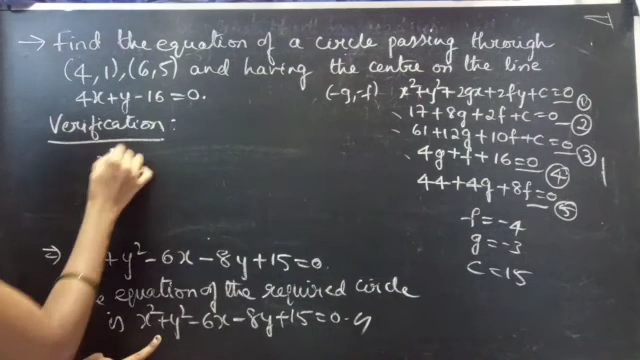 → Find the equation of a circle passing through
(4,1), (6,5) and having the centre on the line
4x+y-16=0.
Verification:
(-g,-f) x²+y²+2gx+2fy+c=0 ①
17+8g+2f+c=0 ②
61+12g+10f+c=0 ③
4g+f+16=0 ④
44+4g+8f=0 ⑤
f=-4
g=-3
c=15
+y²-6x-8y+15=0.
equation of the required circle
is x²+y²-6x-8y+15=0.